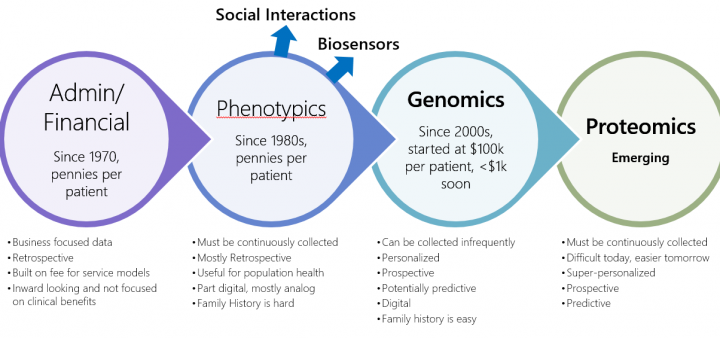 Social Interactions
Biosensors
Admin/
Financial
Since 1970,
pennies per
patient
Phenotypics
Since 1980s,
pennies per
patient
Genomics
Since 2000s,
started at $100k
per patient, <$1k
soon
Proteomics
Emerging
•Business focused data
•Retrospective
•Built on fee for service models
•Inward looking and not focused
on clinical benefits
•Must be continuously collected
•Mostly Retrospective
•Useful for population health
•Part digital, mostly analog
•Family History is hard
•Can be collected infrequently
•Personalized
•Prospective
•Potentially predictive
•Digital
•Family history is easy
•Must be continuously collected
•Difficult today, easier tomorrow
•Super-personalized
•Prospective
•Predictive